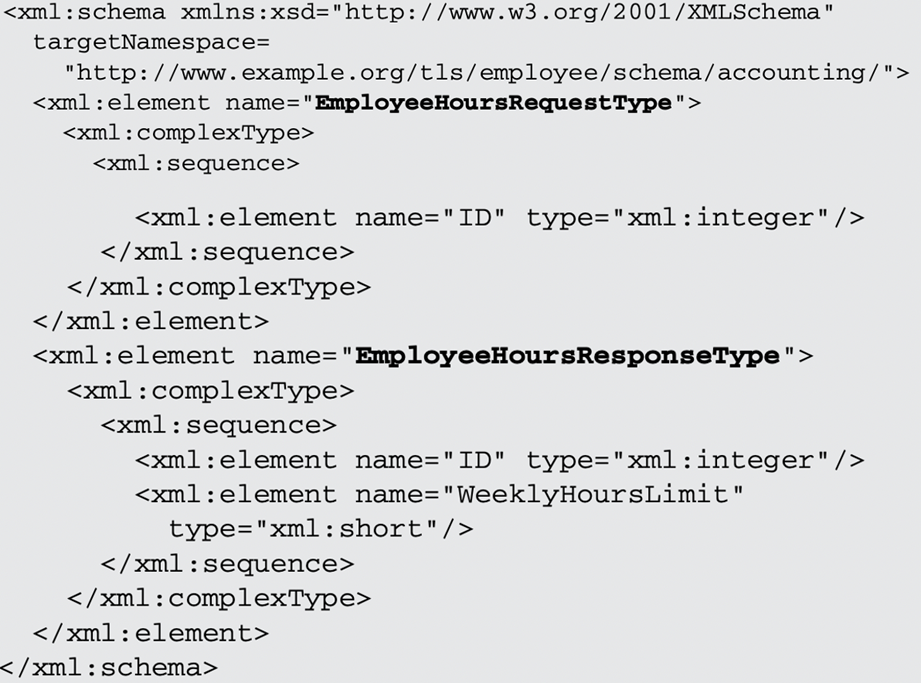 <xml:schema xmlns:xsd="http://www.w3.org/2001/XMLSchema"
targetNamespace=
"http://www.example.org/tls/employee/schema/accounting/">
<xml:element name="EmployeeHoursRequestType">
<xml:complexType>
<xml:sequence>
<xml:element name="ID" type="xml:integer"/>
</xml:sequence>
</xml:complexType>
</xml:element>
<xml:element name="EmployeeHoursResponseType">
<xml:complexType>
<xml:sequence>
<xml:element name="ID" type="xml:integer"/>
<xml:element name="WeeklyHoursLimit"
type="xml:short"/>
</xml:sequence>
</xml:complexType>
</xml:element>
</xml:schema>